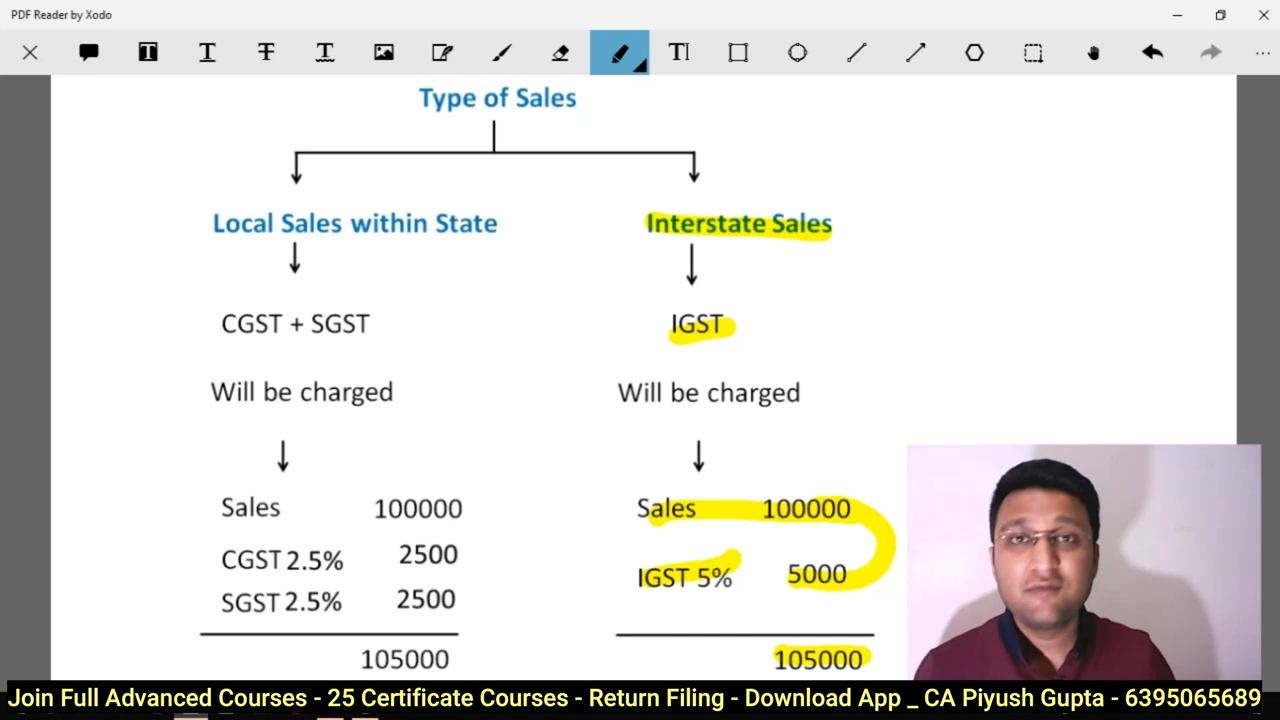 PDF Reader by Xodo
Type of Sales
Local Sales within State
Interstate Sales
CGST + SGST
IGST
Will be charged
Will be charged
Sales 100000
CGST 2.5% 2500
SGST 2.5% 2500
105000
Sales 100000
IGST 5% 5000
105000
Join Full Advanced Courses - 25 Certificate Courses - Return Filing - Download App _ CA Piyush Gupta - 6395065689